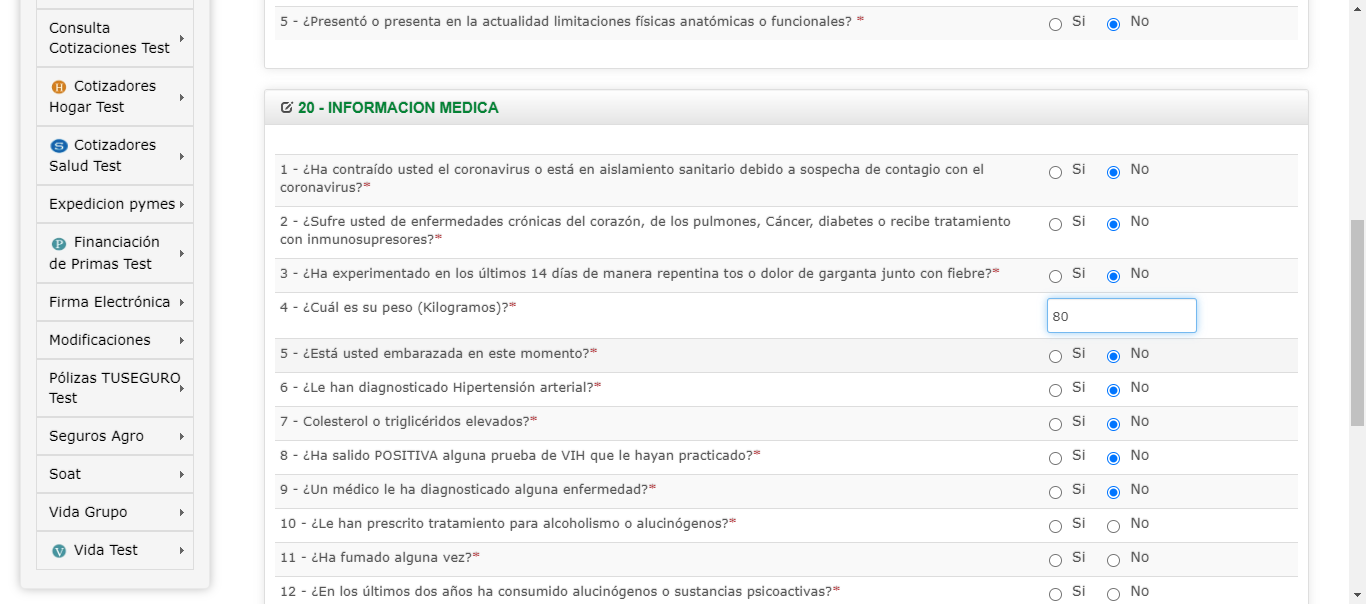 Consulta
Cotizaciones Test
H Cotizadores
Hogar Test
S Cotizadores
Salud Test
Expedicion pymes
P Financiación
de Primas Test
Firma Electrónica
Modificaciones
Pólizas TUSEGURO
Test
Seguros Agro
Soat
Vida Grupo
V Vida Test
5 - ¿Presentó o presenta en la actualidad limitaciones físicas anatómicas o funcionales? * Si No
20 - INFORMACION MEDICA
1 - ¿Ha contraído usted el coronavirus o está en aislamiento sanitario debido a sospecha de contagio con el Si No
coronavirus?*
2 - ¿Sufre usted de enfermedades crónicas del corazón, de los pulmones, Cáncer, diabetes o recibe tratamiento Si No
con inmunosupresores?*
3 - ¿Ha experimentado en los últimos 14 días de manera repentina tos o dolor de garganta junto con fiebre?* Si No
4 - ¿Cuál es su peso (Kilogramos)?* 80
5 - ¿Está usted embarazada en este momento?* Si No
6 - ¿Le han diagnosticado Hipertensión arterial?* Si No
7 - Colesterol o triglicéridos elevados?* Si No
8 - ¿Ha salido POSITIVA alguna prueba de VIH que le hayan practicado?* Si No
9 - ¿Un médico le ha diagnosticado alguna enfermedad?* Si No
10 - ¿Le han prescrito tratamiento para alcoholismo o alucinógenos?* Si No
11 - ¿Ha fumado alguna vez?* Si No
12 - ¿En los últimos dos años ha consumido alucinógenos o sustancias psicoactivas?* Si No